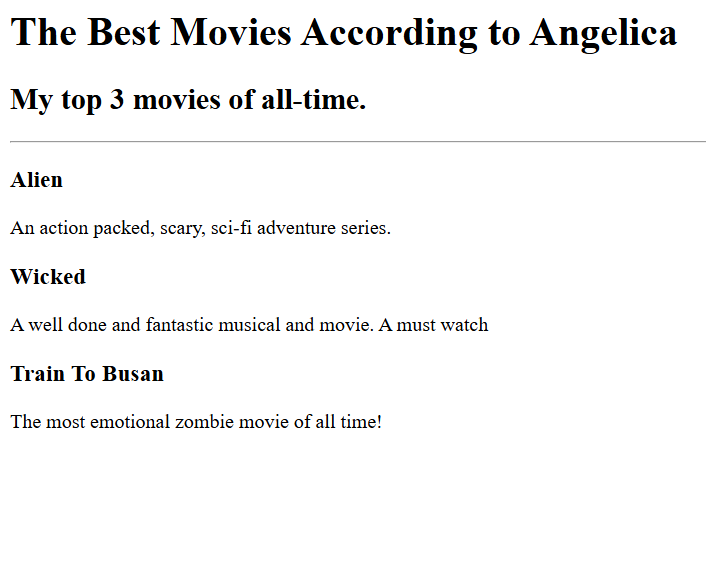 The Best Movies According to Angelica
My top 3 movies of all-time.
Alien
An action packed, scary, sci-fi adventure series.
Wicked
A well done and fantastic musical and movie. A must watch
Train To Busan
The most emotional zombie movie of all time!